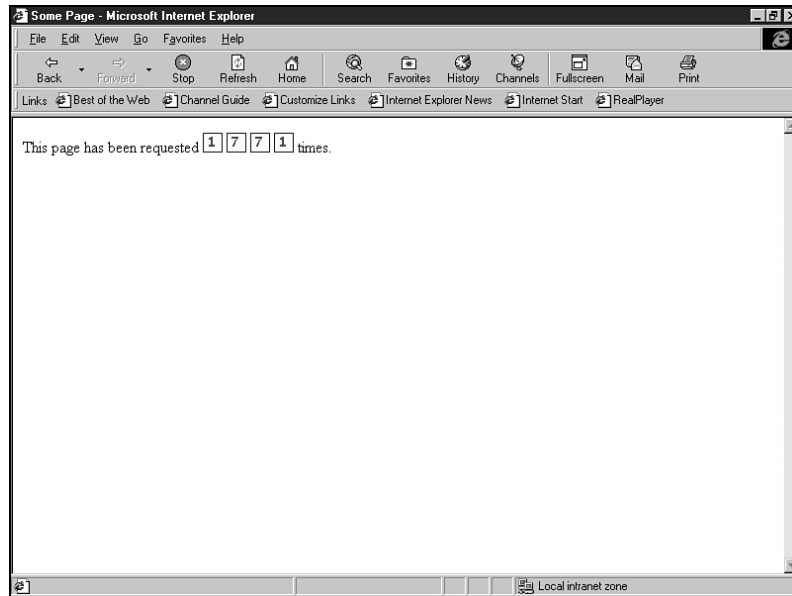 Some Page - Microsoft Internet Explorer
File Edit View Go Favorites Help
Back Forward Stop Refresh Home Search Favorites History Channels Fullscreen Mail Print
Links Best of the Web Channel Guide Customize Links Internet Explorer News Internet Start RealPlayer
This page has been requested 1 7 7 1 times.
Local intranet zone